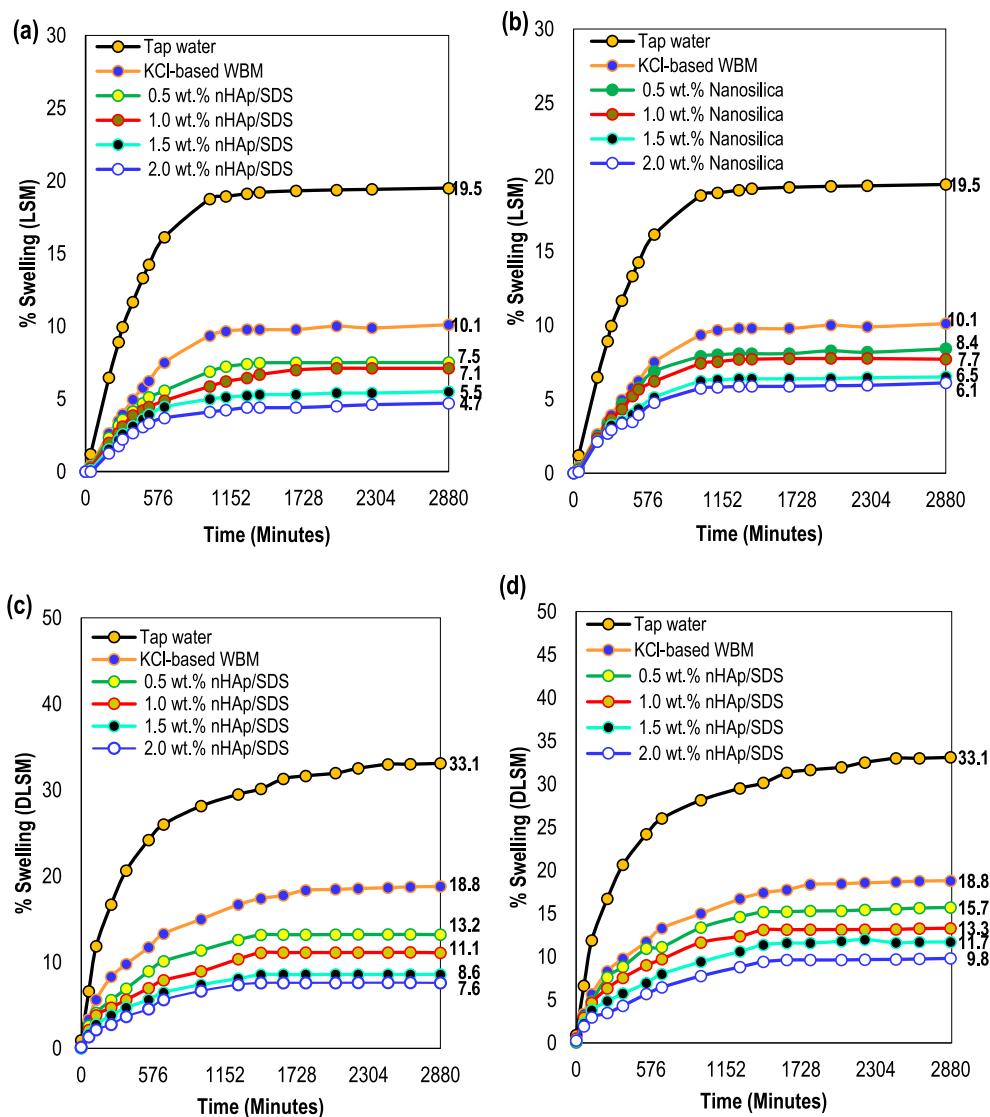 (a)
30
25
20
15
10
5
0
% Swelling (LSM)
Tap water
KCl-based WBM
0.5 wt.% nHAp/SDS
1.0 wt.% nHAp/SDS
1.5 wt.% nHAp/SDS
2.0 wt.% nHAp/SDS
19.5
10.1
7.5
7.1
5.5
4.7
0 576 1152 1728 2304 2880
Time (Minutes)
(b)
30
25
20
15
10
5
0
% Swelling (LSM)
Tap water
KCl-based WBM
0.5 wt.% Nanosilica
1.0 wt.% Nanosilica
1.5 wt.% Nanosilica
2.0 wt.% Nanosilica
19.5
10.1
8.4
7.7
6.5
6.1
0 576 1152 1728 2304 2880
Time (Minutes)
(c)
50
40
30
20
10
0
% Swelling (DLSM)
Tap water
KCl-based WBM
0.5 wt.% nHAp/SDS
1.0 wt.% nHAp/SDS
1.5 wt.% nHAp/SDS
2.0 wt.% nHAp/SDS
33.1
18.8
13.2
11.1
8.6
7.6
0 576 1152 1728 2304 2880
Time (Minutes)
(d)
50
45
40
35
30
25
20
15
10
5
0
% Swelling (DLSM)
Tap water
KCl-based WBM
0.5 wt.% nHAp/SDS
1.0 wt.% nHAp/SDS
1.5 wt.% nHAp/SDS
2.0 wt.% nHAp/SDS
33.1
18.8
15.7
13.3
11.7
9.8
0 576 1152 1728 2304 2880
Time (Minutes)